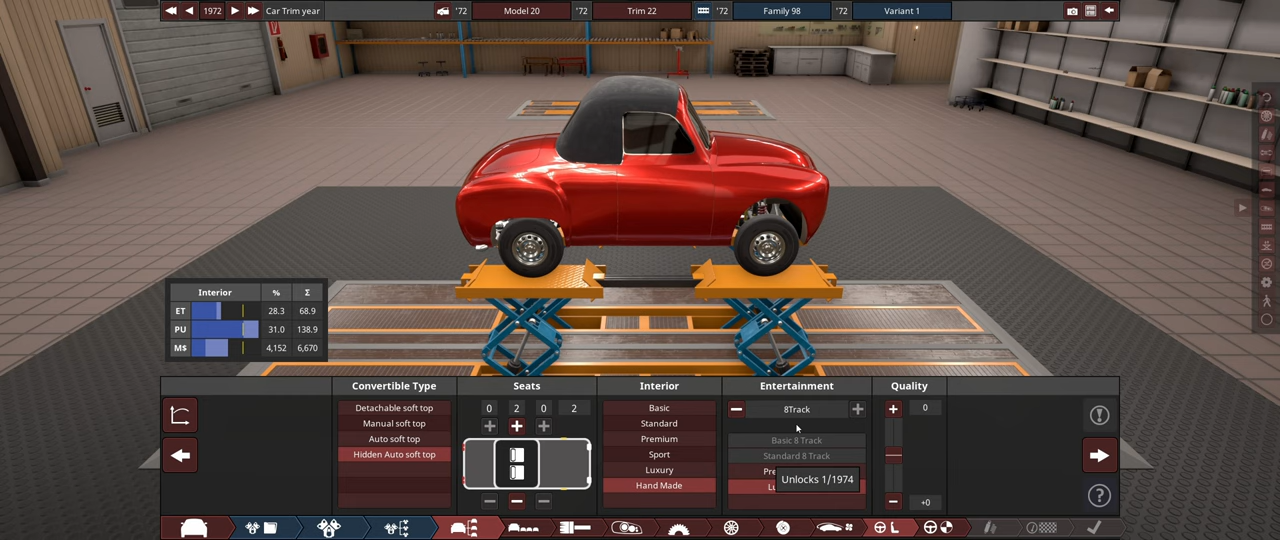 1972 Car Trim year '72 Model 20 '72 Trim 22 '72 Family 98 '72 Variant 1
Interior % Σ
ET 28.3 68.9
PU 31.0 138.9
M$ 4,152 6,670
Convertible Type Seats Interior Entertainment Quality
Detachable soft top 0 2 0 2 Basic 8Track 0
Manual soft top Standard
Auto soft top Premium Basic 8 Track
Hidden Auto soft top Sport Standard 8 Track
Luxury
Unlocks 1/1974
Hand Made
+0